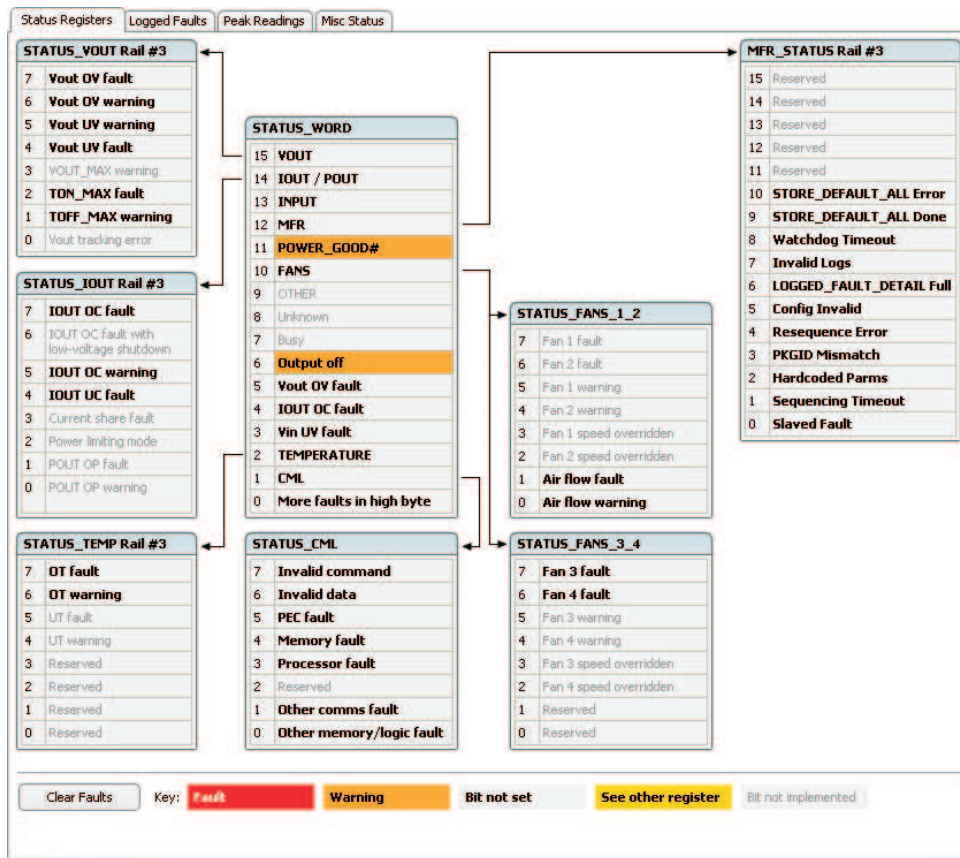 Status Registers Logged Faults Peak Readings Misc Status
STATUS_VOUT Rail #3
7 Vout OV fault
6 Vout OV warning
5 Vout UV warning
4 Vout UV fault
3 VOUT_MAX warning
2 TON_MAX fault
1 TOFF_MAX warning
0 Vout tracking error
STATUS_IOUT Rail #3
7 IOUT OC fault
6 IOUT OC fault with
low-voltage shutdown
5 IOUT OC warning
4 IOUT UC fault
3 Current share fault
2 Power limiting mode
1 POUT OP fault
0 POUT OP warning
STATUS_TEMP Rail #3
7 OT fault
6 OT warning
5 UT fault
4 UT warning
3 Reserved
2 Reserved
1 Reserved
0 Reserved
STATUS_WORD
15 VOUT
14 IOUT / POUT
13 INPUT
12 MFR
11 POWER_GOOD#
10 FANS
9 OTHER
8 Unknown
7 Busy
6 Output off
5 Vout OV fault
4 IOUT OC fault
3 Vin UV fault
2 TEMPERATURE
1 CML
0 More faults in high byte
STATUS_CML
7 Invalid command
6 Invalid data
5 PEC fault
4 Memory fault
3 Processor fault
2 Reserved
1 Other comms fault
0 Other memory/logic fault
STATUS_FANS_1_2
7 Fan 1 fault
6 Fan 2 fault
5 Fan 1 warning
4 Fan 2 warning
3 Fan 1 speed overridden
2 Fan 2 speed overridden
1 Air flow fault
0 Air flow warning
STATUS_FANS_3_4
7 Fan 3 fault
6 Fan 4 fault
5 Fan 3 warning
4 Fan 4 warning
3 Fan 3 speed overridden
2 Fan 4 speed overridden
1 Reserved
0 Reserved
MFR_STATUS Rail #3
15 Reserved
14 Reserved
13 Reserved
12 Reserved
11 Reserved
10 STORE_DEFAULT_ALL Error
9 STORE_DEFAULT_ALL Done
8 Watchdog Timeout
7 Invalid Logs
6 LOGGED_FAULT_DETAIL Full
5 Config Invalid
4 Resequence Error
3 PKGID Mismatch
2 Hardcoded Parms
1 Sequencing Timeout
0 Slaved Fault
Clear Faults Key: Fault Warning Bit not set See other register Bit not implemented